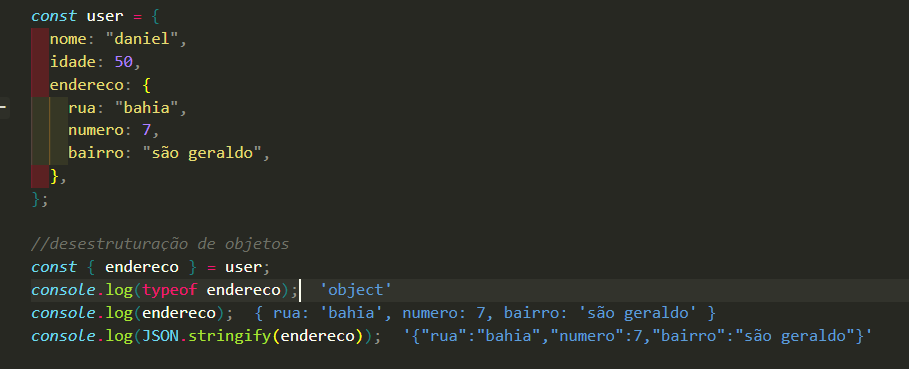 const user = {
nome: "daniel",
idade: 50,
endereco: {
rua: "bahia",
numero: 7,
bairro: "são geraldo",
},
};
//desestruturação de objetos
const { endereco } = user;
console.log(typeof endereco); 'object'
console.log(endereco); { rua: 'bahia', numero: 7, bairro: 'são geraldo' }
console.log(JSON.stringify(endereco)); '{"rua":"bahia","numero":7,"bairro":"são geraldo"}'